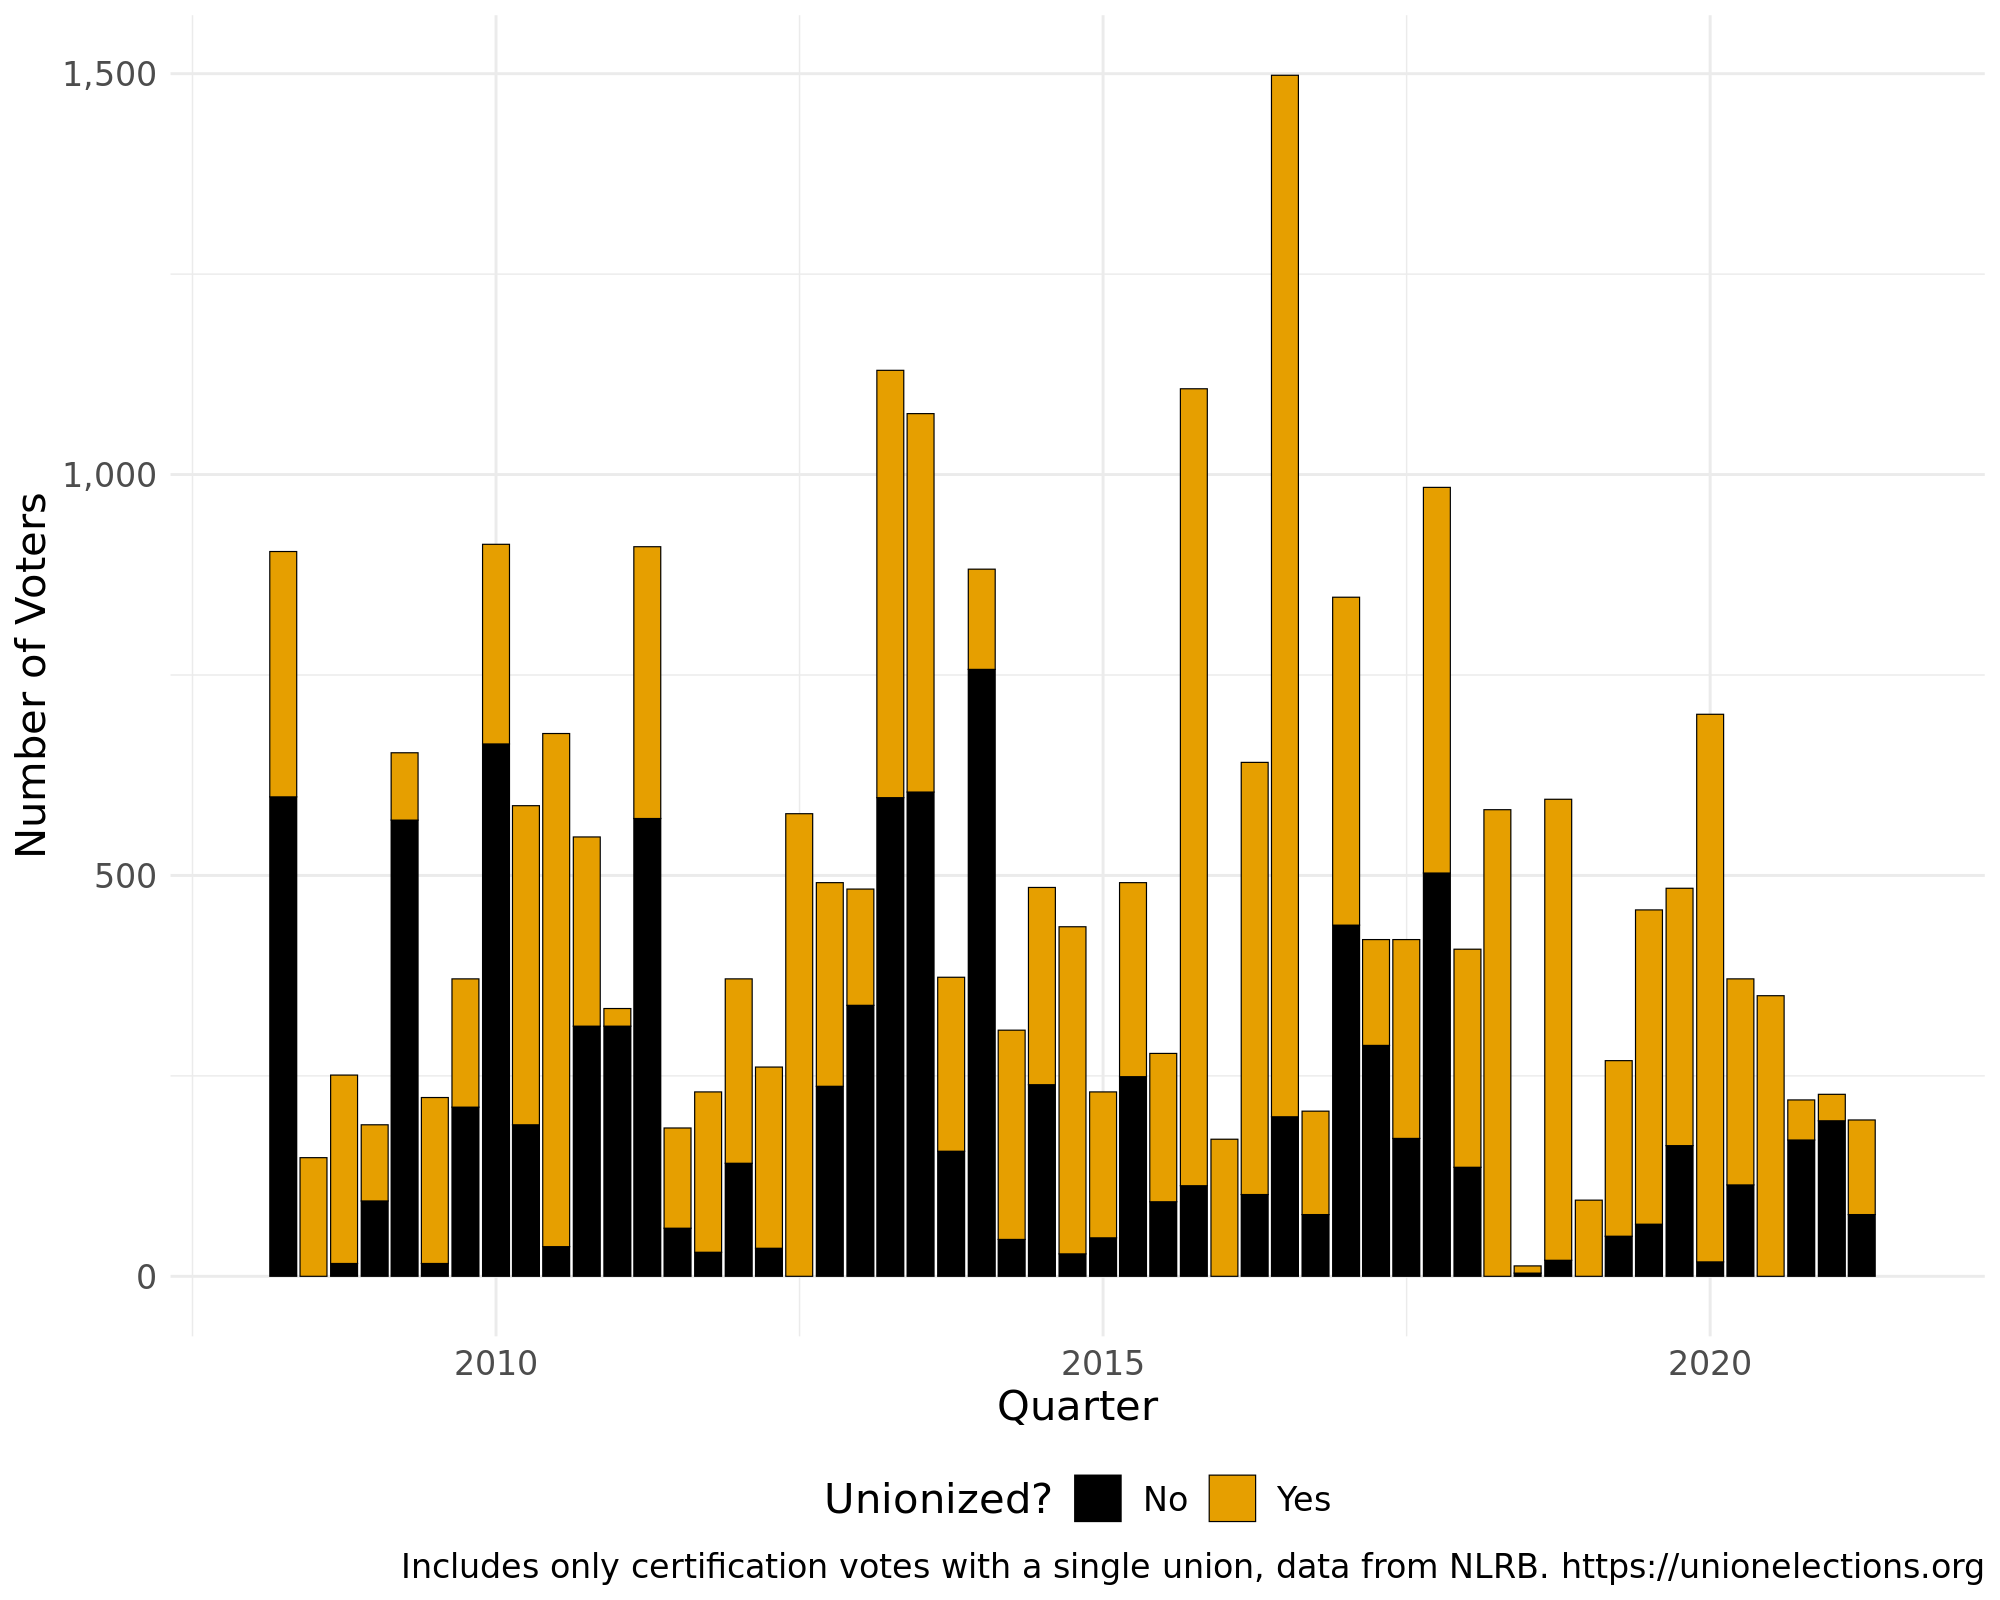 1,500
1,000
500
0
Number of Voters
2010 2015 2020
Quarter
Unionized? No Yes
Includes only certification votes with a single union, data from NLRB. https://unionelections.org